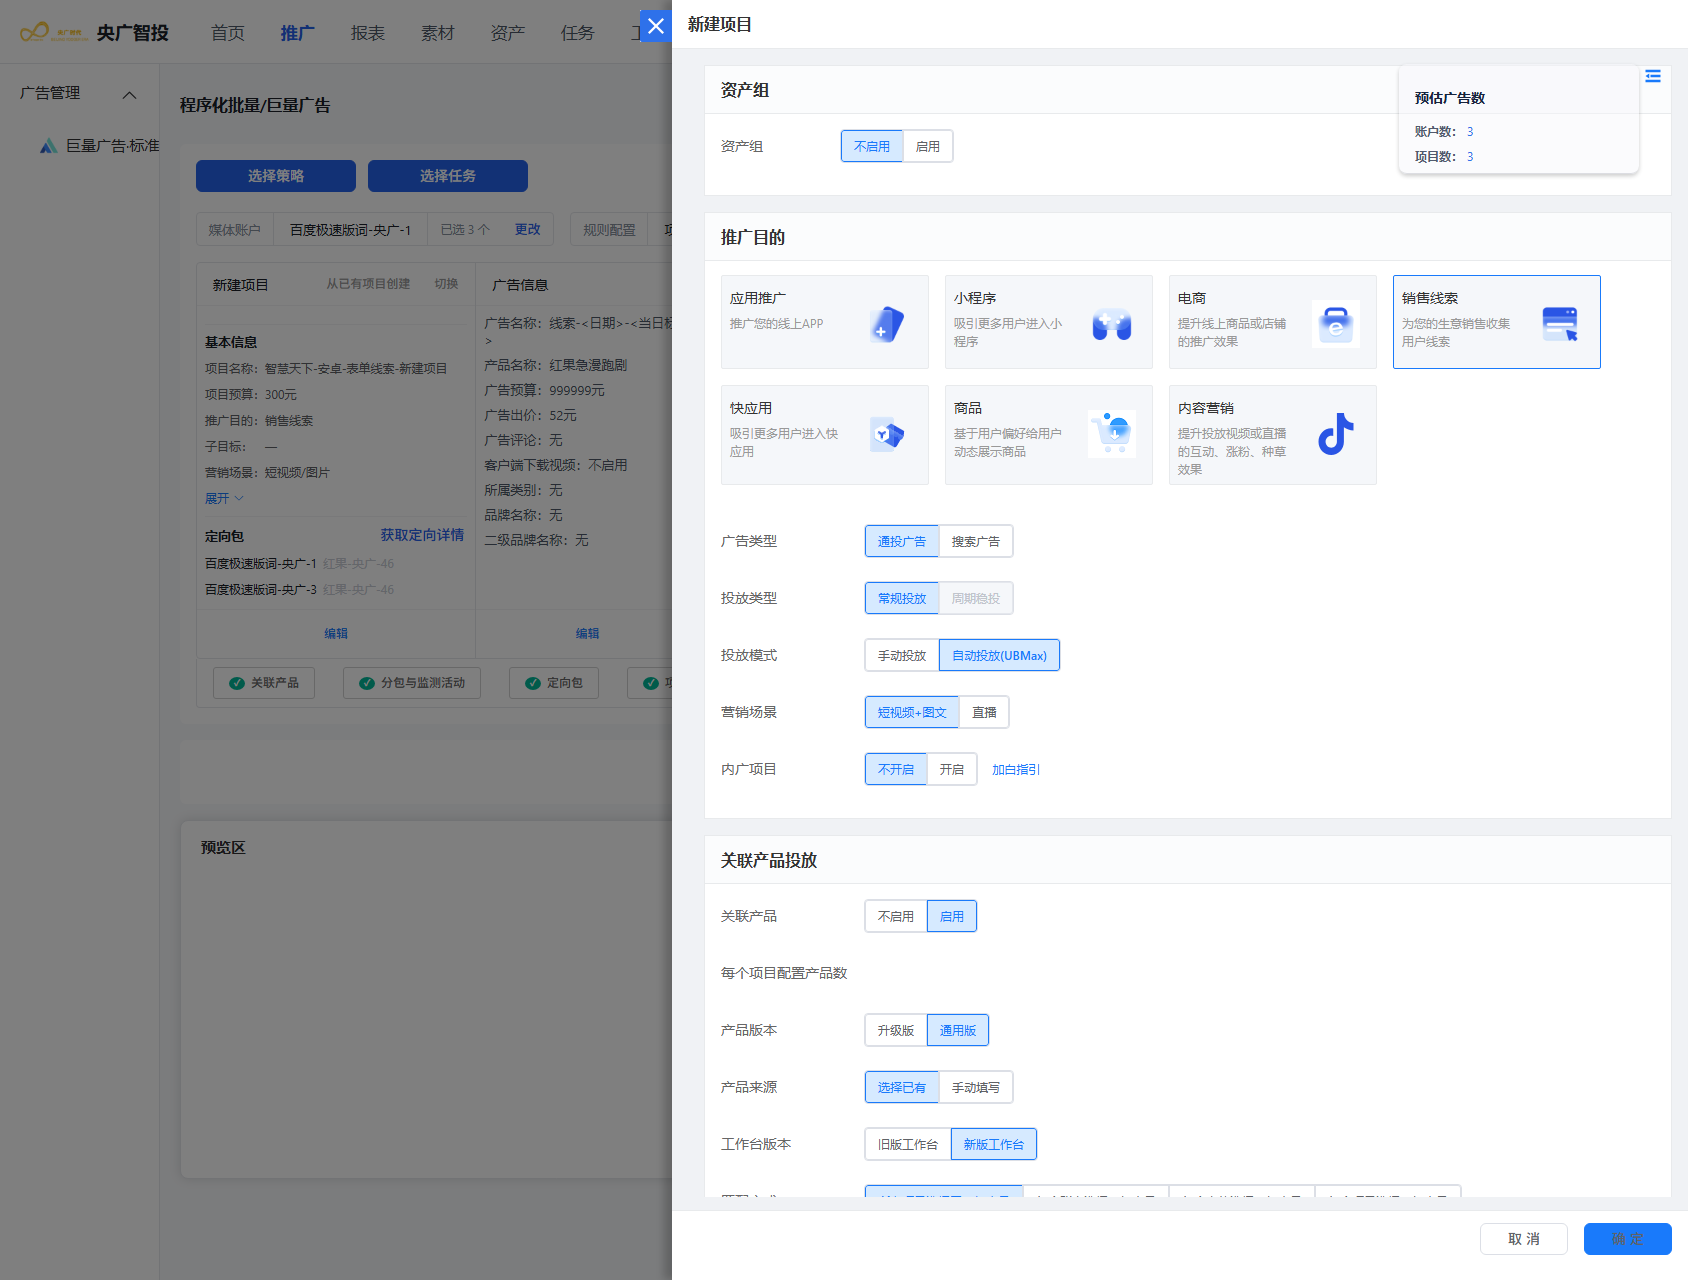 央广智投
首页
推广
报表
素材
资产
任务
新建项目
广告管理
巨量广告·标准
程序化批量/巨量广告
选择策略
选择任务
媒体账户
百度极速版词-央广-1
已选 3 个
更改
规则配置
新建项目
从已有项目创建
切换
广告信息
基本信息
项目名称：智慧天下-安卓-表单线索-新建项目
项目预算：300元
推广目的：销售线索
子目标：—
营销场景：短视频/图片
展开
定向包
获取定向详情
百度极速版词-央广-1 红果-央广-46
百度极速版词-央广-3 红果-央广-46
编辑
广告名称：线索-<日期>-<当日标
>
产品名称：红果急漫跑剧
广告预算：999999元
广告出价：52元
广告评论：无
客户端下载视频：不启用
所属类别：无
品牌名称：无
二级品牌名称：无
编辑
关联产品
分包与监测活动
定向包
预览区
资产组
资产组
不启用
启用
预估广告数
账户数：3
项目数：3
推广目的
应用推广
推广您的线上APP
小程序
吸引更多用户进入小
程序
电商
提升线上商品或店铺
的推广效果
销售线索
为您的生意销售收集
用户线索
快应用
吸引更多用户进入快
应用
商品
基于用户偏好给用户
动态展示商品
内容营销
提升投放视频或直播
的互动、涨粉、种草
效果
广告类型
通投广告
搜索广告
投放类型
常规投放
周期稳投
投放模式
手动投放
自动投放(UBMax)
营销场景
短视频+图文
直播
内广项目
不开启
开启
加白指引
关联产品投放
关联产品
不启用
启用
每个项目配置产品数
产品版本
升级版
通用版
产品来源
选择已有
手动填写
工作台版本
旧版工作台
新版工作台
取 消
确 定